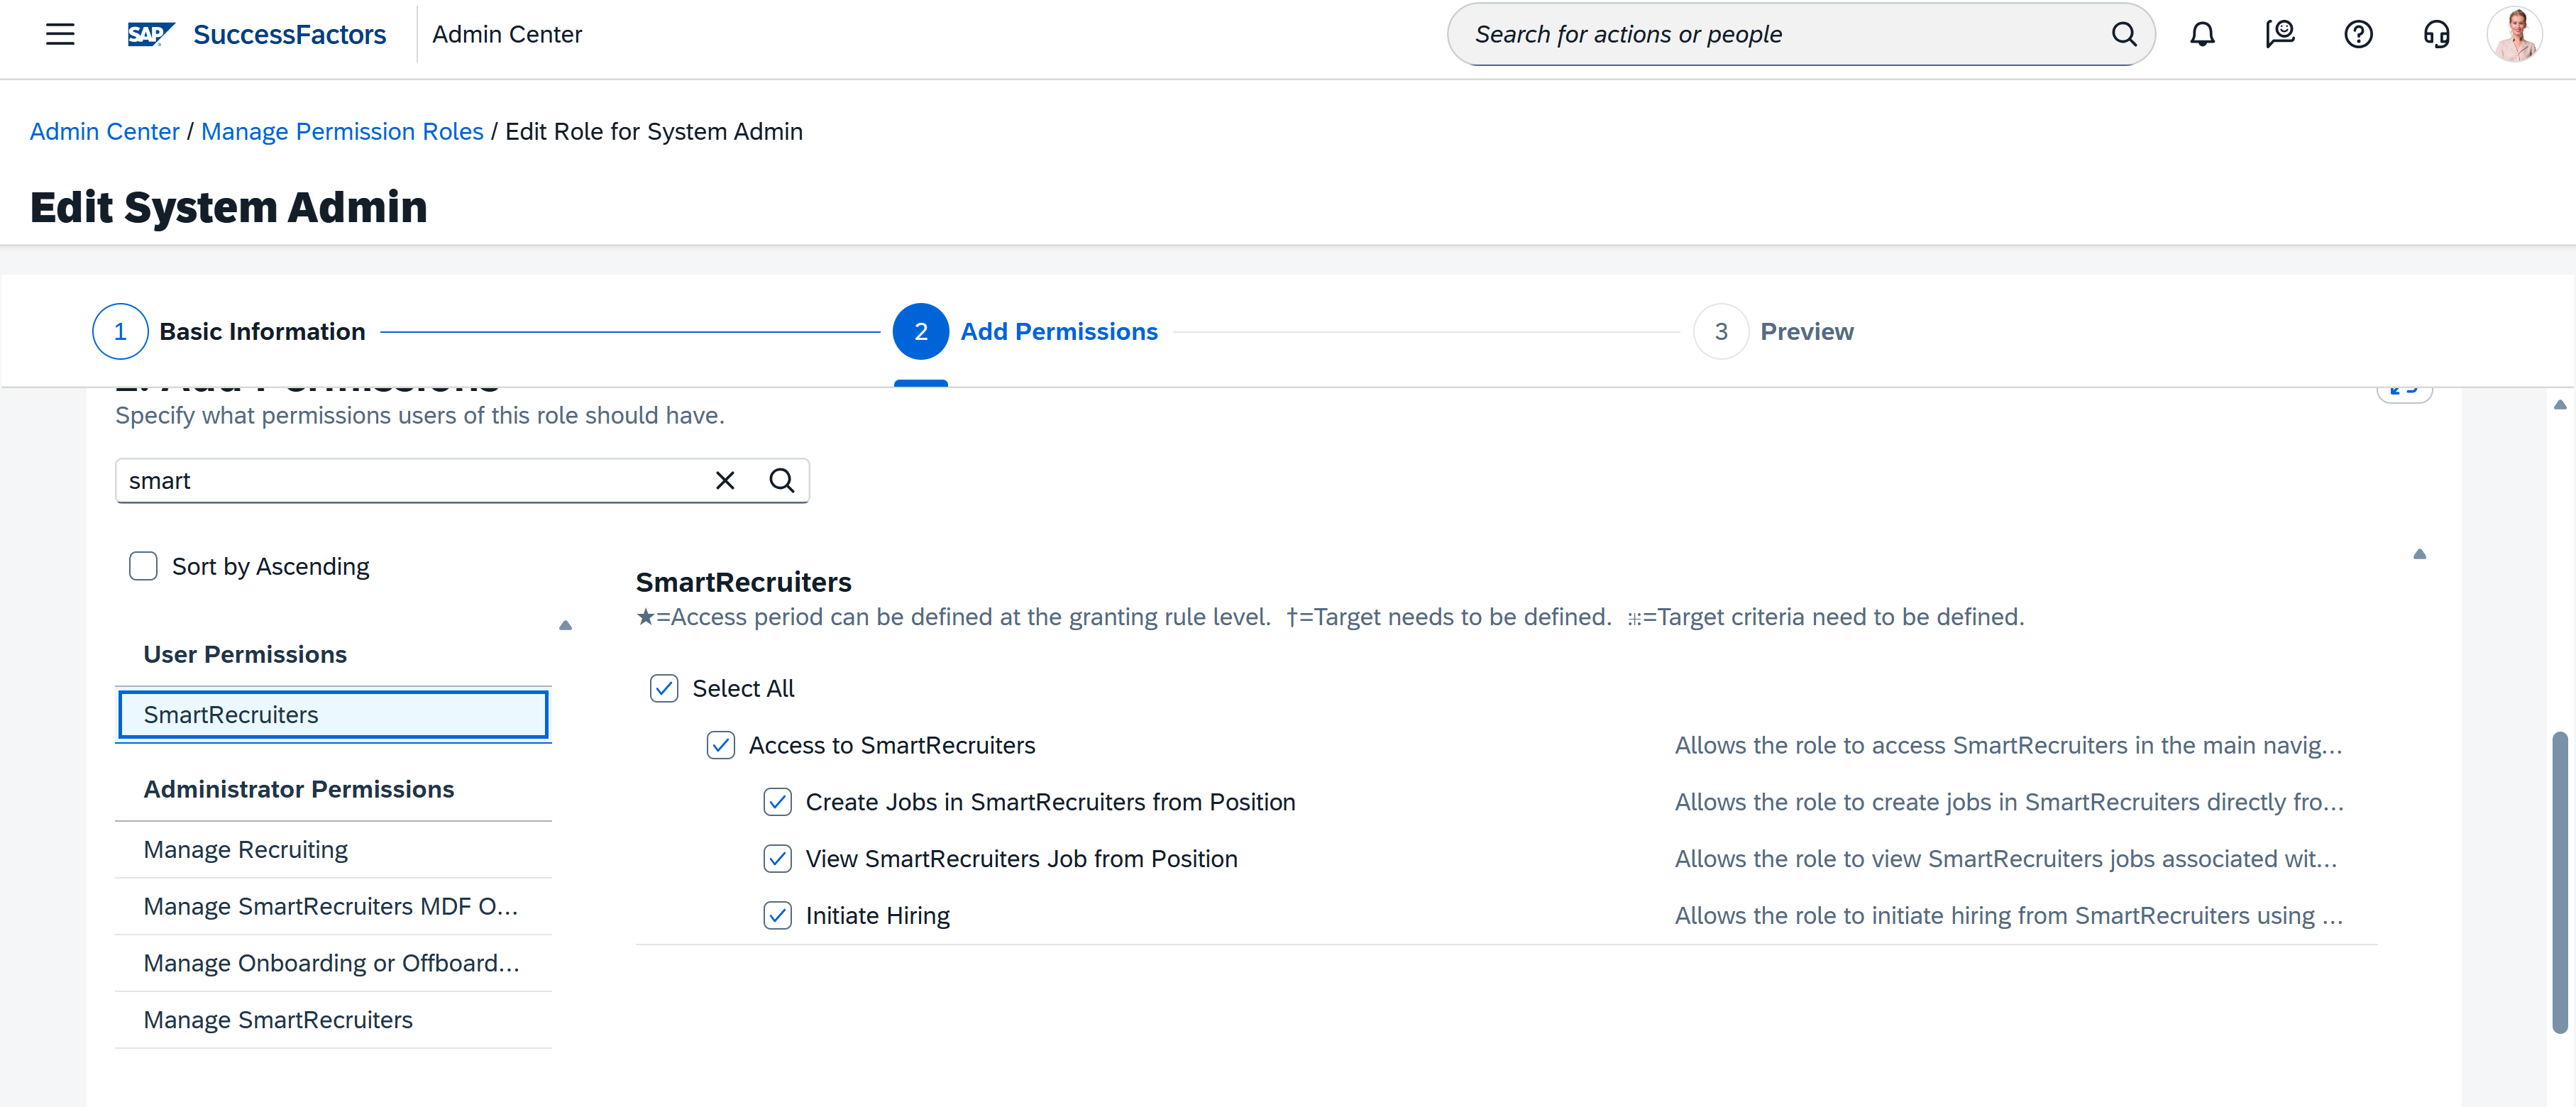 SAP SuccessFactors Admin Center Search for actions or people
Admin Center / Manage Permission Roles / Edit Role for System Admin
Edit System Admin
1 Basic Information 2 Add Permissions 3 Preview
2. Add Permissions
Specify what permissions users of this role should have.
smart
Sort by Ascending
User Permissions
SmartRecruiters
Administrator Permissions
Manage Recruiting
Manage SmartRecruiters MDF O...
Manage Onboarding or Offboard...
Manage SmartRecruiters
SmartRecruiters
★=Access period can be defined at the granting rule level. †=Target needs to be defined. ⁜=Target criteria need to be defined.
Select All
Access to SmartRecruiters Allows the role to access SmartRecruiters in the main navig...
Create Jobs in SmartRecruiters from Position Allows the role to create jobs in SmartRecruiters directly fro...
View SmartRecruiters Job from Position Allows the role to view SmartRecruiters jobs associated wit...
Initiate Hiring Allows the role to initiate hiring from SmartRecruiters using ...